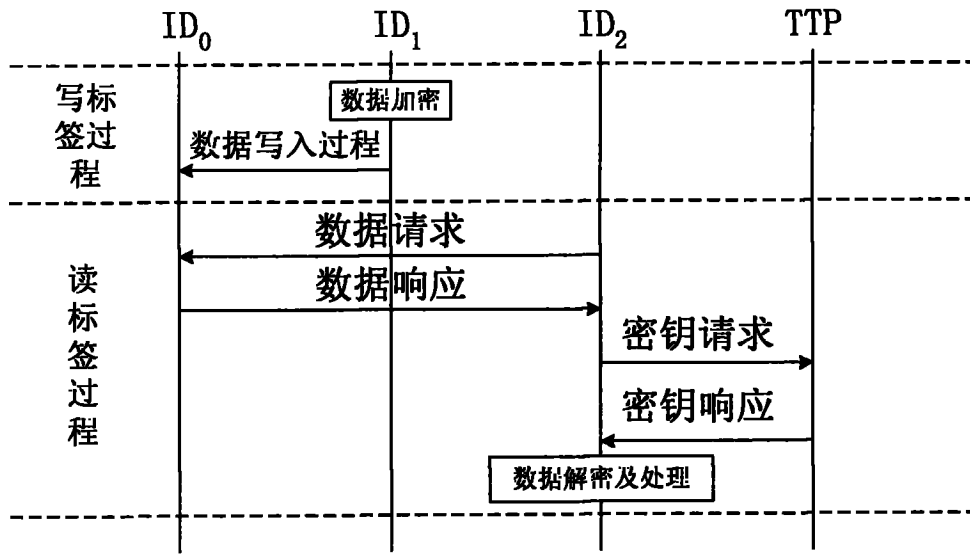 ID₀ ID₁ ID₂ TTP
写标
签过
程
数据加密
数据写入过程
读
标
签
过
程
数据请求
数据响应
密钥请求
密钥响应
数据解密及处理